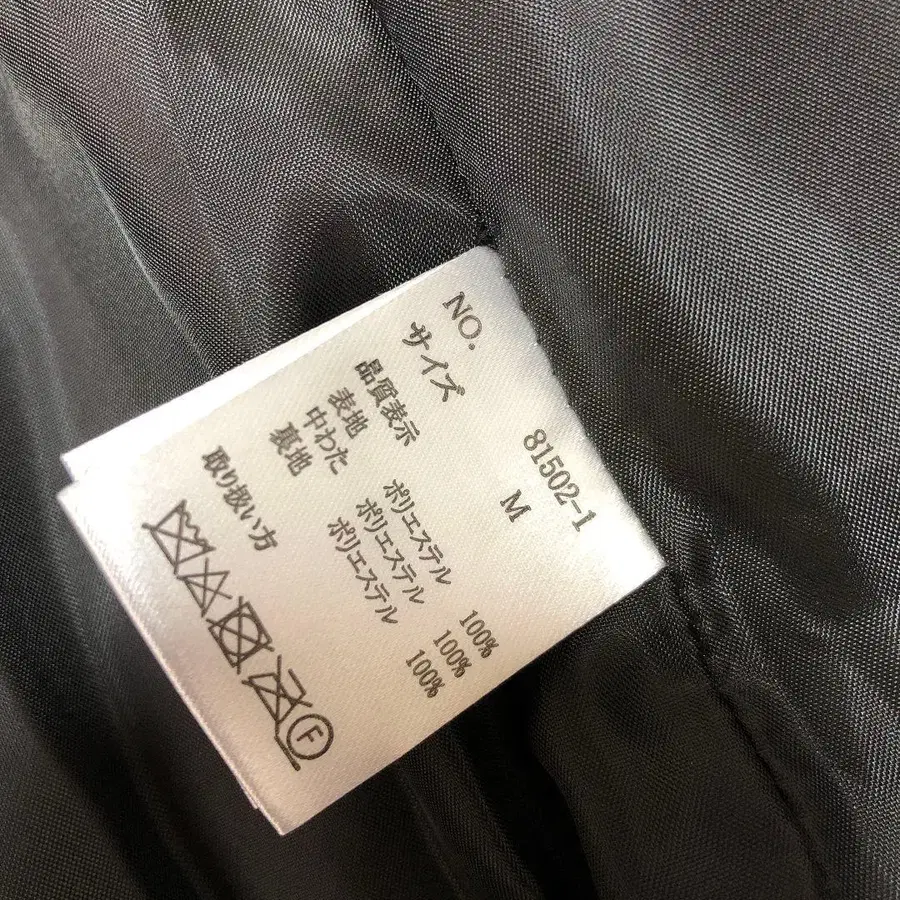 NO. 81502-1
サイズ M
品質表示
表地 ポリエステル 100%
中わた ポリエステル 100%
裏地 ポリエステル 100%
取り扱い方
F